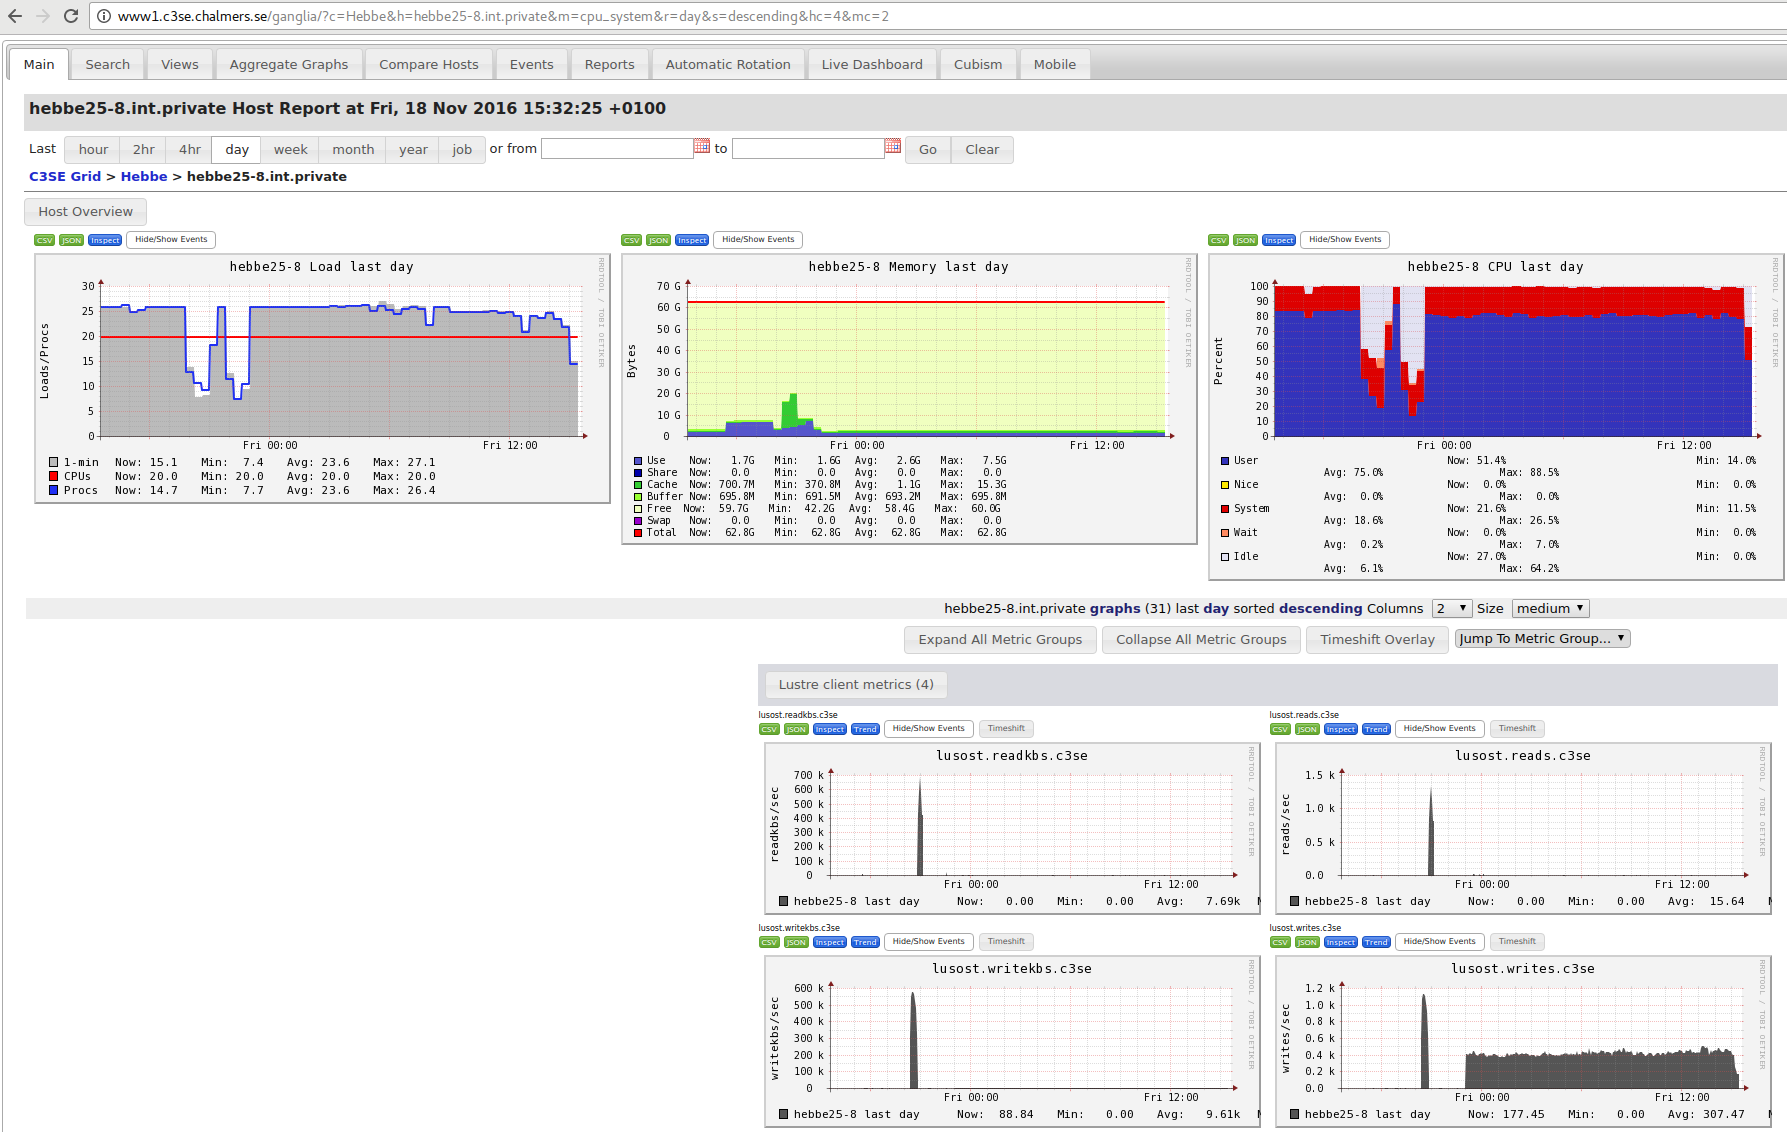 www1.c3se.chalmers.se/ganglia/?c=Hebbe&h=hebbe25-8.int.private&m=cpu_system&r=day&s=descending&hc=4&mc=2
Main Search Views Aggregate Graphs Compare Hosts Events Reports Automatic Rotation Live Dashboard Cubism Mobile
hebbe25-8.int.private Host Report at Fri, 18 Nov 2016 15:32:25 +0100
Last hour 2hr 4hr day week month year job or from to Go Clear
C3SE Grid > Hebbe > hebbe25-8.int.private
Host Overview
CSV JSON Inspect Hide/Show Events
hebbe25-8 Load last day
RRDTOOL / TOBI OETIKER
Loads/Procs
30
25
20
15
10
5
0
Fri 00:00 Fri 12:00
1-min Now: 15.1 Min: 7.4 Avg: 23.6 Max: 27.1
CPUs Now: 20.0 Min: 20.0 Avg: 20.0 Max: 20.0
Procs Now: 14.7 Min: 7.7 Avg: 23.6 Max: 26.4
CSV JSON Inspect Hide/Show Events
hebbe25-8 Memory last day
RRDTOOL / TOBI OETIKER
Bytes
70 G
60 G
50 G
40 G
30 G
20 G
10 G
0
Fri 00:00 Fri 12:00
Use Now: 1.7G Min: 1.6G Avg: 2.6G Max: 7.5G
Share Now: 0.0 Min: 0.0 Avg: 0.0 Max: 0.0
Cache Now: 700.7M Min: 370.8M Avg: 1.1G Max: 15.3G
Buffer Now: 695.8M Min: 691.5M Avg: 693.2M Max: 695.8M
Free Now: 59.7G Min: 42.2G Avg: 58.4G Max: 60.0G
Swap Now: 0.0 Min: 0.0 Avg: 0.0 Max: 0.0
Total Now: 62.8G Min: 62.8G Avg: 62.8G Max: 62.8G
CSV JSON Inspect Hide/Show Events
hebbe25-8 CPU last day
RRDTOOL / TOBI OETIKER
Percent
100
90
80
70
60
50
40
30
20
10
0
Fri 00:00 Fri 12:00
User Now: 51.4% Min: 14.0%
Avg: 75.0% Max: 88.5%
Nice Now: 0.0% Min: 0.0%
Avg: 0.0% Max: 0.0%
System Now: 21.6% Min: 11.5%
Avg: 18.6% Max: 26.5%
Wait Now: 0.0% Min: 0.0%
Avg: 0.2% Max: 7.0%
Idle Now: 27.0% Min: 0.0%
Avg: 6.1% Max: 64.2%
hebbe25-8.int.private graphs (31) last day sorted descending Columns 2 Size medium
Expand All Metric Groups Collapse All Metric Groups Timeshift Overlay Jump To Metric Group...
Lustre client metrics (4)
lusost.readkbs.c3se
CSV JSON Inspect Trend Hide/Show Events Timeshift
lusost.readkbs.c3se
RRDTOOL / TOBI OETIKER
readkbs/sec
700 k
600 k
500 k
400 k
300 k
200 k
100 k
0
Fri 00:00 Fri 12:00
hebbe25-8 last day Now: 0.00 Min: 0.00 Avg: 7.69k
lusost.reads.c3se
CSV JSON Inspect Trend Hide/Show Events Timeshift
lusost.reads.c3se
RRDTOOL / TOBI OETIKER
reads/sec
1.5 k
1.0 k
0.5 k
0.0
Fri 00:00 Fri 12:00
hebbe25-8 last day Now: 0.00 Min: 0.00 Avg: 15.64
lusost.writekbs.c3se
CSV JSON Inspect Trend Hide/Show Events Timeshift
lusost.writekbs.c3se
RRDTOOL / TOBI OETIKER
writekbs/sec
600 k
500 k
400 k
300 k
200 k
100 k
0
Fri 00:00 Fri 12:00
hebbe25-8 last day Now: 88.84 Min: 0.00 Avg: 9.61k
lusost.writes.c3se
CSV JSON Inspect Trend Hide/Show Events Timeshift
lusost.writes.c3se
RRDTOOL / TOBI OETIKER
writes/sec
1.2 k
1.0 k
0.8 k
0.6 k
0.4 k
0.2 k
0.0
Fri 00:00 Fri 12:00
hebbe25-8 last day Now: 177.45 Min: 0.00 Avg: 307.47